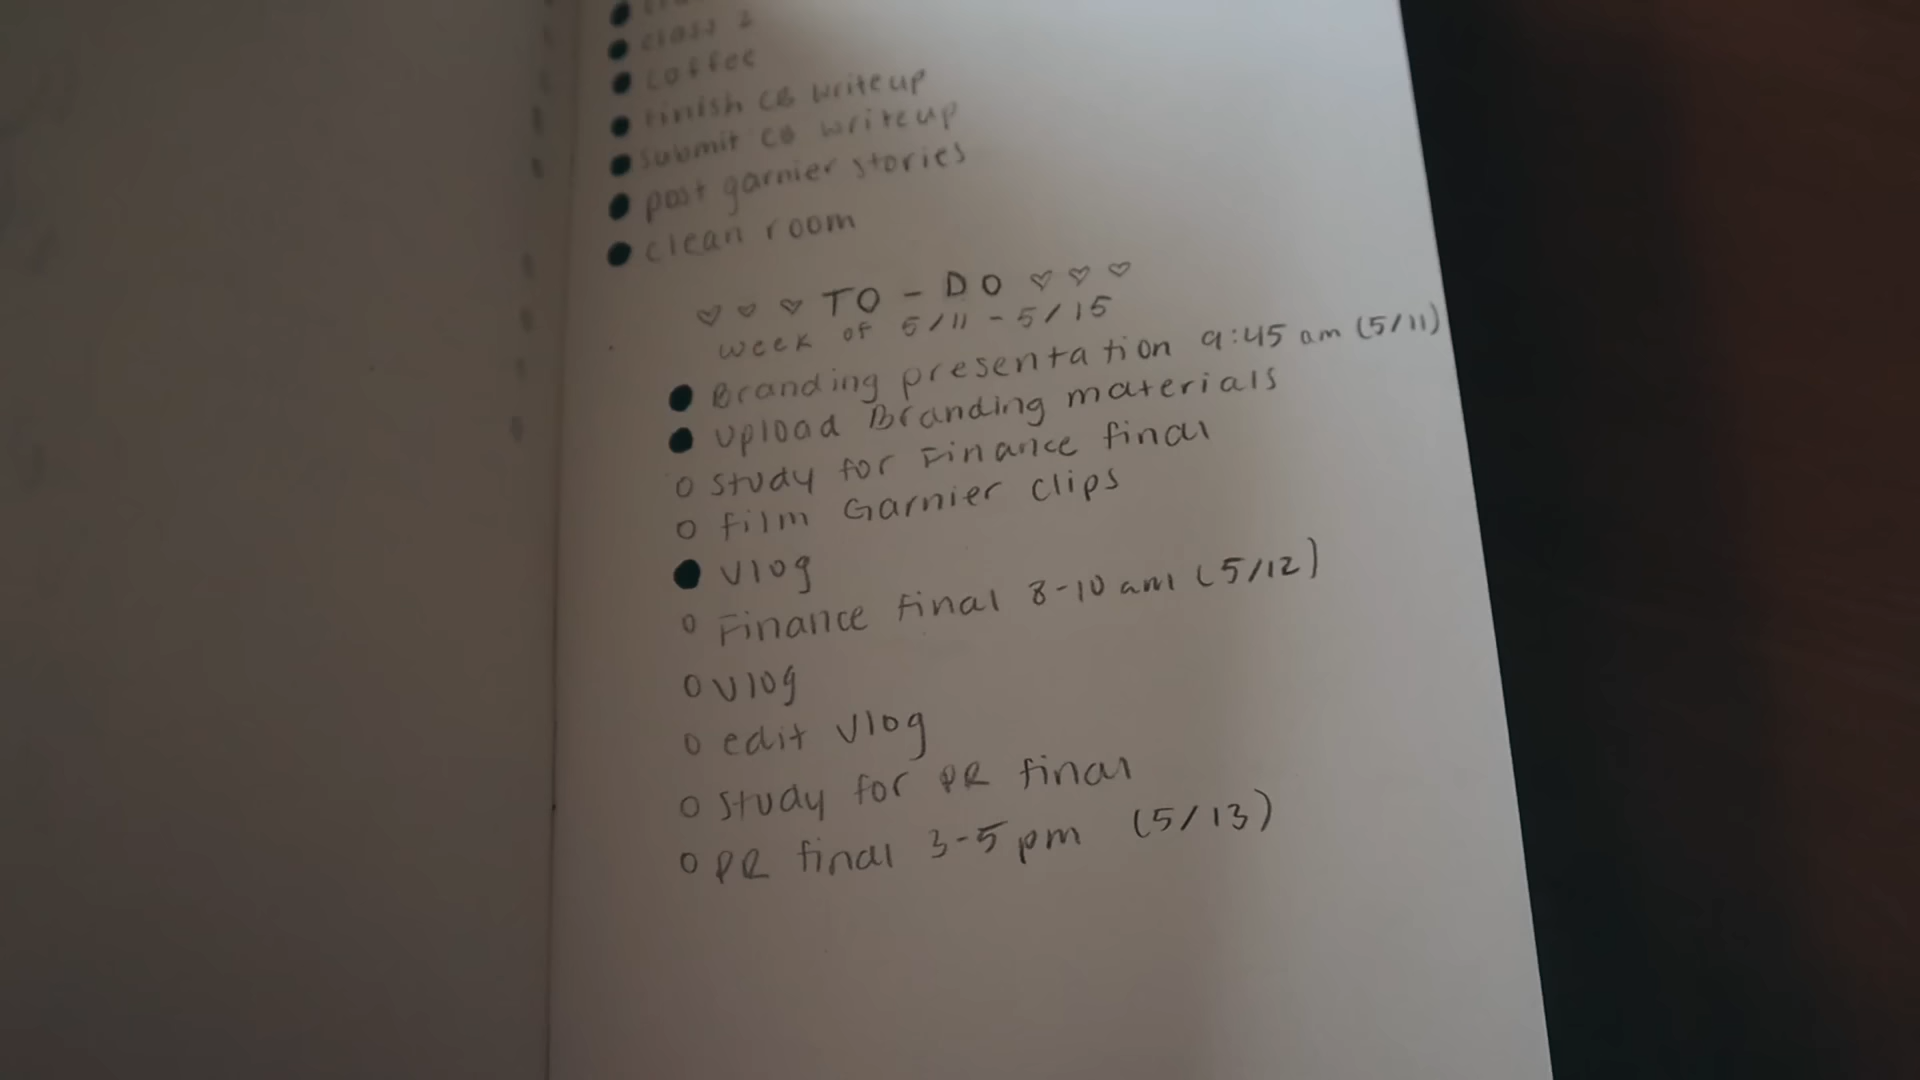 class 2
coffee
finish CB writeup
submit CB writeup
post garnier stories
clean room
♡ ♡ ♡ TO - DO ♡ ♡ ♡
week of 5/11 - 5/15
● Branding presentation 9:45 am (5/11)
● upload Branding materials
○ study for Finance final
○ film Garnier clips
● Vlog
○ Finance final 8-10 am (5/12)
○ Vlog
○ edit Vlog
○ study for PR final
○ PR final 3-5 pm (5/13)